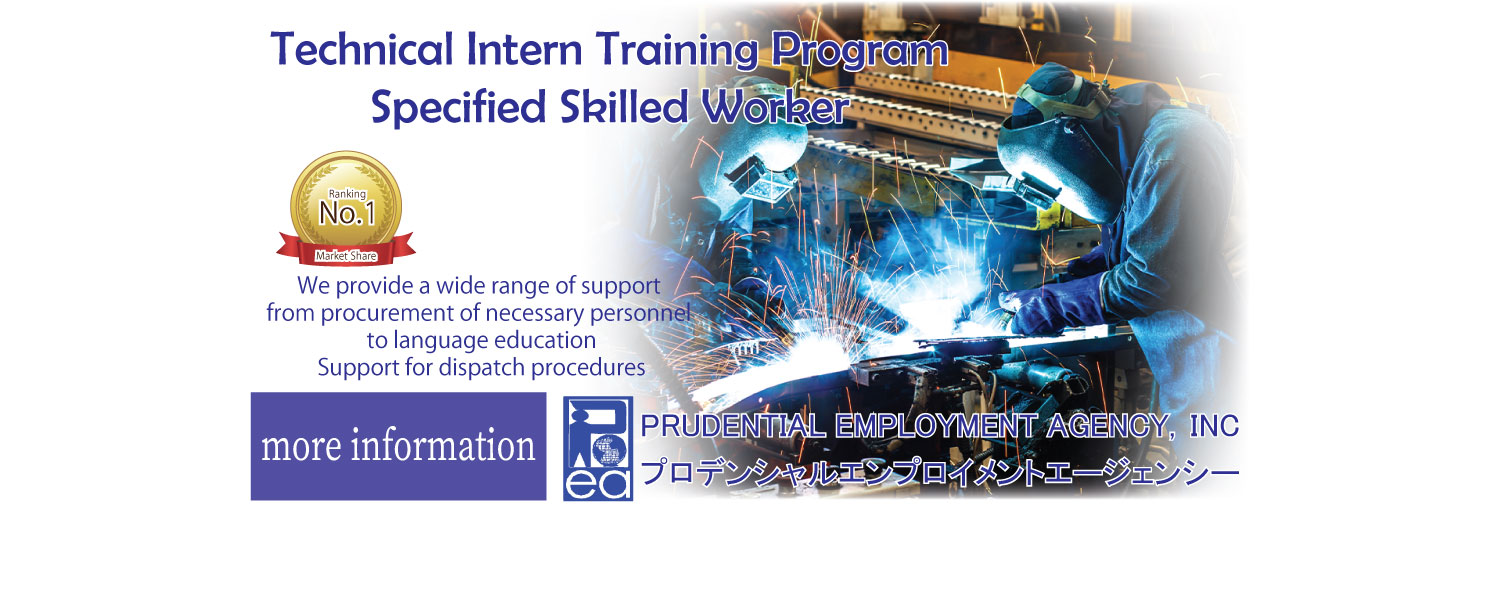 Technical Intern Training Program
Specified Skilled Worker
Ranking
No.1
Market Share
We provide a wide range of support
from procurement of necessary personnel
to language education
Support for dispatch procedures
more information
Pea
PRUDENTIAL EMPLOYMENT AGENCY, INC
プロデンシャルエンプロイメントエージェンシー